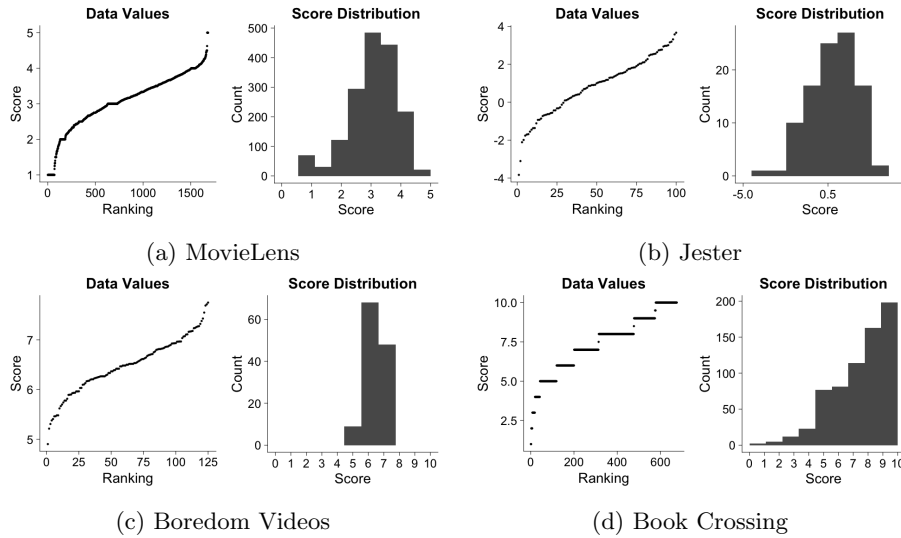 Data Values
Score
5
4
3
2
1
0 500 1000 1500
Ranking
Score Distribution
Count
500
400
300
200
100
0
0 1 2 3 4 5
Score
Data Values
Score
4
2
0
-2
-4
0 25 50 75 100
Ranking
Score Distribution
Count
20
10
0
-5.0 0.5
Score
(a) MovieLens
(b) Jester
Data Values
Score
7
6
5
0 25 50 75 100 125
Ranking
Score Distribution
Count
60
40
20
0
0 1 2 3 4 5 6 7 8 9 10
Score
Data Values
Score
10.0
7.5
5.0
2.5
0 200 400 600
Ranking
Score Distribution
Count
200
150
100
50
0
0 1 2 3 4 5 6 7 8 9 10
Score
(c) Boredom Videos
(d) Book Crossing